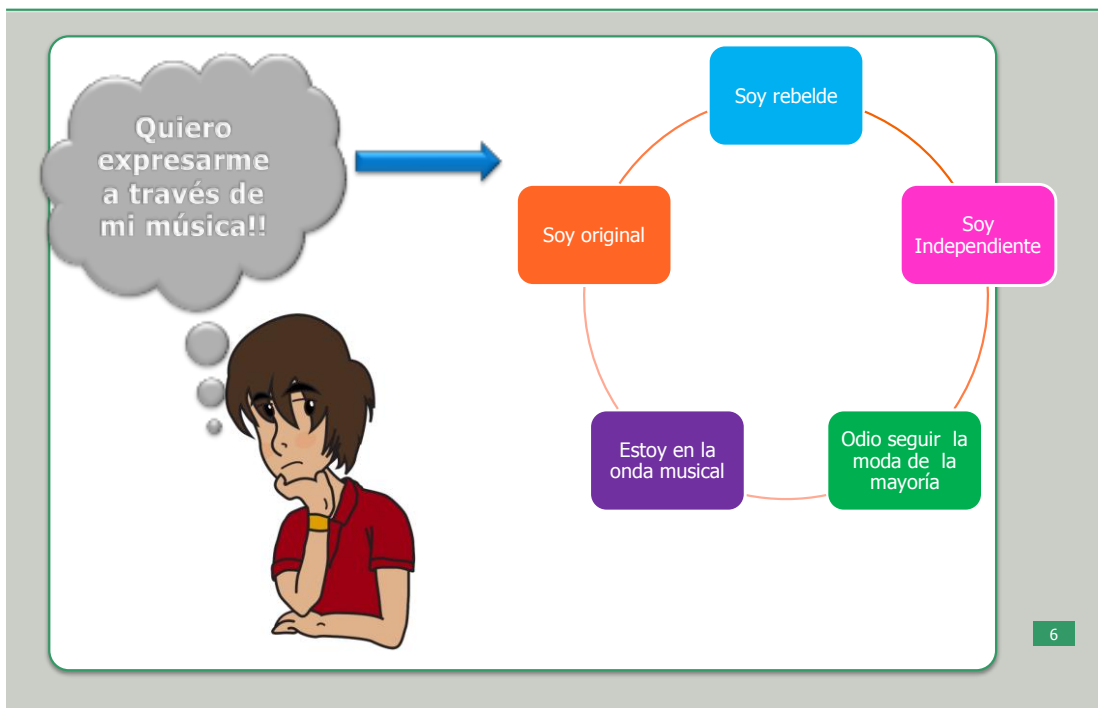 Quiero
expresarme
a través de
mi música!!
Soy rebelde
Soy
Independiente
Odio seguir la
moda de la
mayoría
Estoy en la
onda musical
Soy original
6